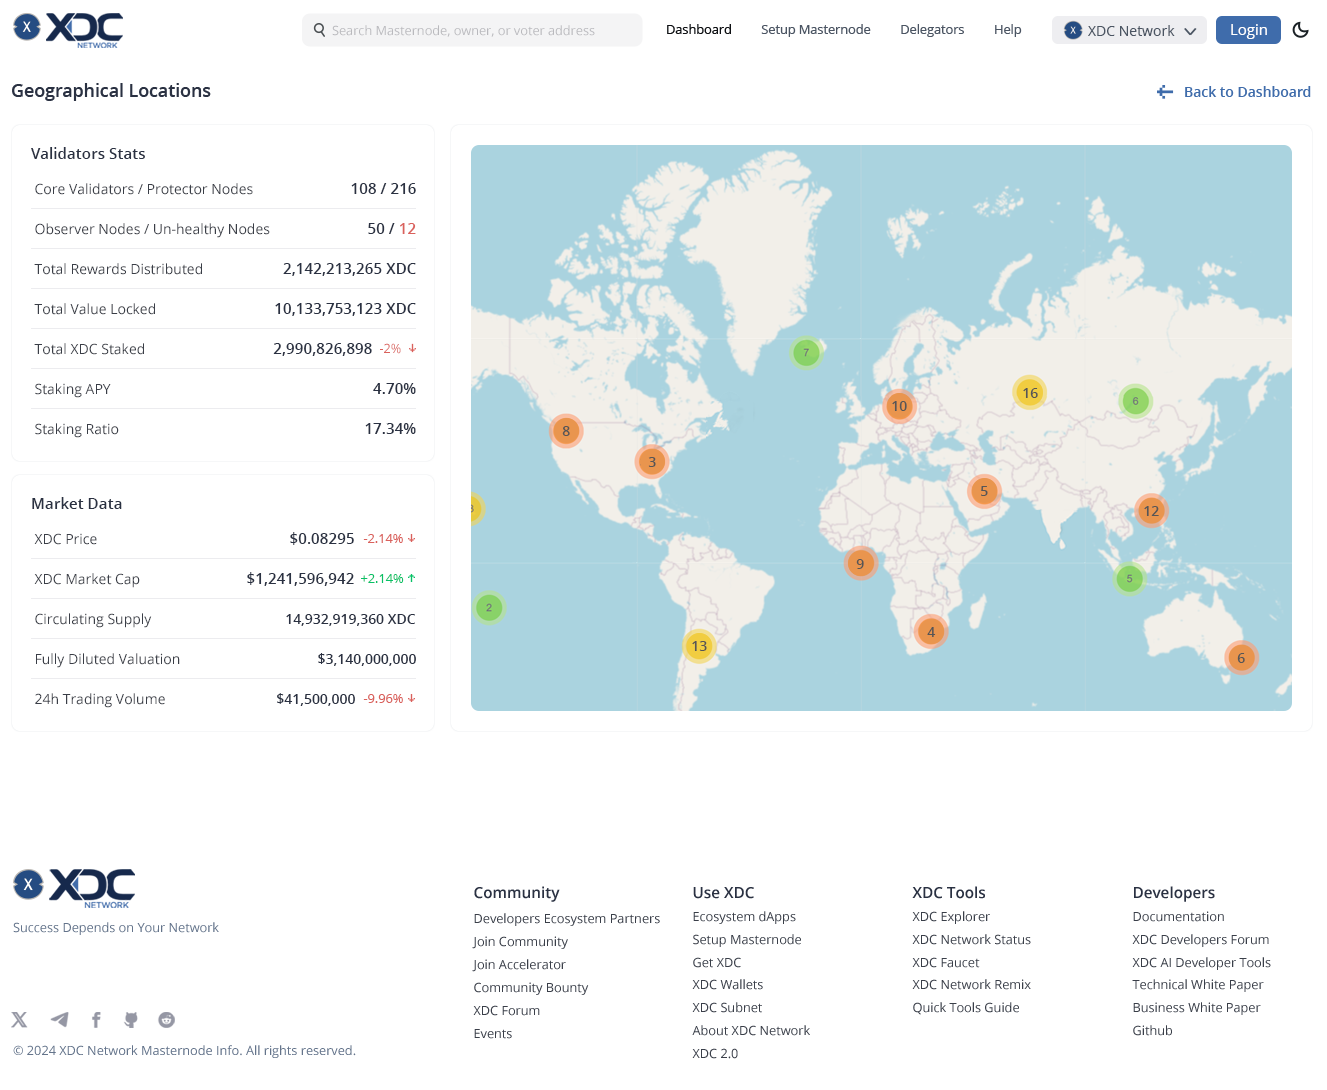 X XDC NETWORK
Search Masternode, owner, or voter address
Dashboard
Setup Masternode
Delegators
Help
X XDC Network
Login
Geographical Locations
Back to Dashboard
Validators Stats
Core Validators / Protector Nodes 108 / 216
Observer Nodes / Un-healthy Nodes 50 / 12
Total Rewards Distributed 2,142,213,265 XDC
Total Value Locked 10,133,753,123 XDC
Total XDC Staked 2,990,826,898 -2% ↓
Staking APY 4.70%
Staking Ratio 17.34%
Market Data
XDC Price $0.08295 -2.14% ↓
XDC Market Cap $1,241,596,942 +2.14% ↑
Circulating Supply 14,932,919,360 XDC
Fully Diluted Valuation $3,140,000,000
24h Trading Volume $41,500,000 -9.96% ↓
7
16
6
10
8
3
5
12
9
5
2
4
13
6
X XDC NETWORK
Success Depends on Your Network
© 2024 XDC Network Masternode Info. All rights reserved.
Community
Developers Ecosystem Partners
Join Community
Join Accelerator
Community Bounty
XDC Forum
Events
Use XDC
Ecosystem dApps
Setup Masternode
Get XDC
XDC Wallets
XDC Subnet
About XDC Network
XDC 2.0
XDC Tools
XDC Explorer
XDC Network Status
XDC Faucet
XDC Network Remix
Quick Tools Guide
Developers
Documentation
XDC Developers Forum
XDC AI Developer Tools
Technical White Paper
Business White Paper
Github